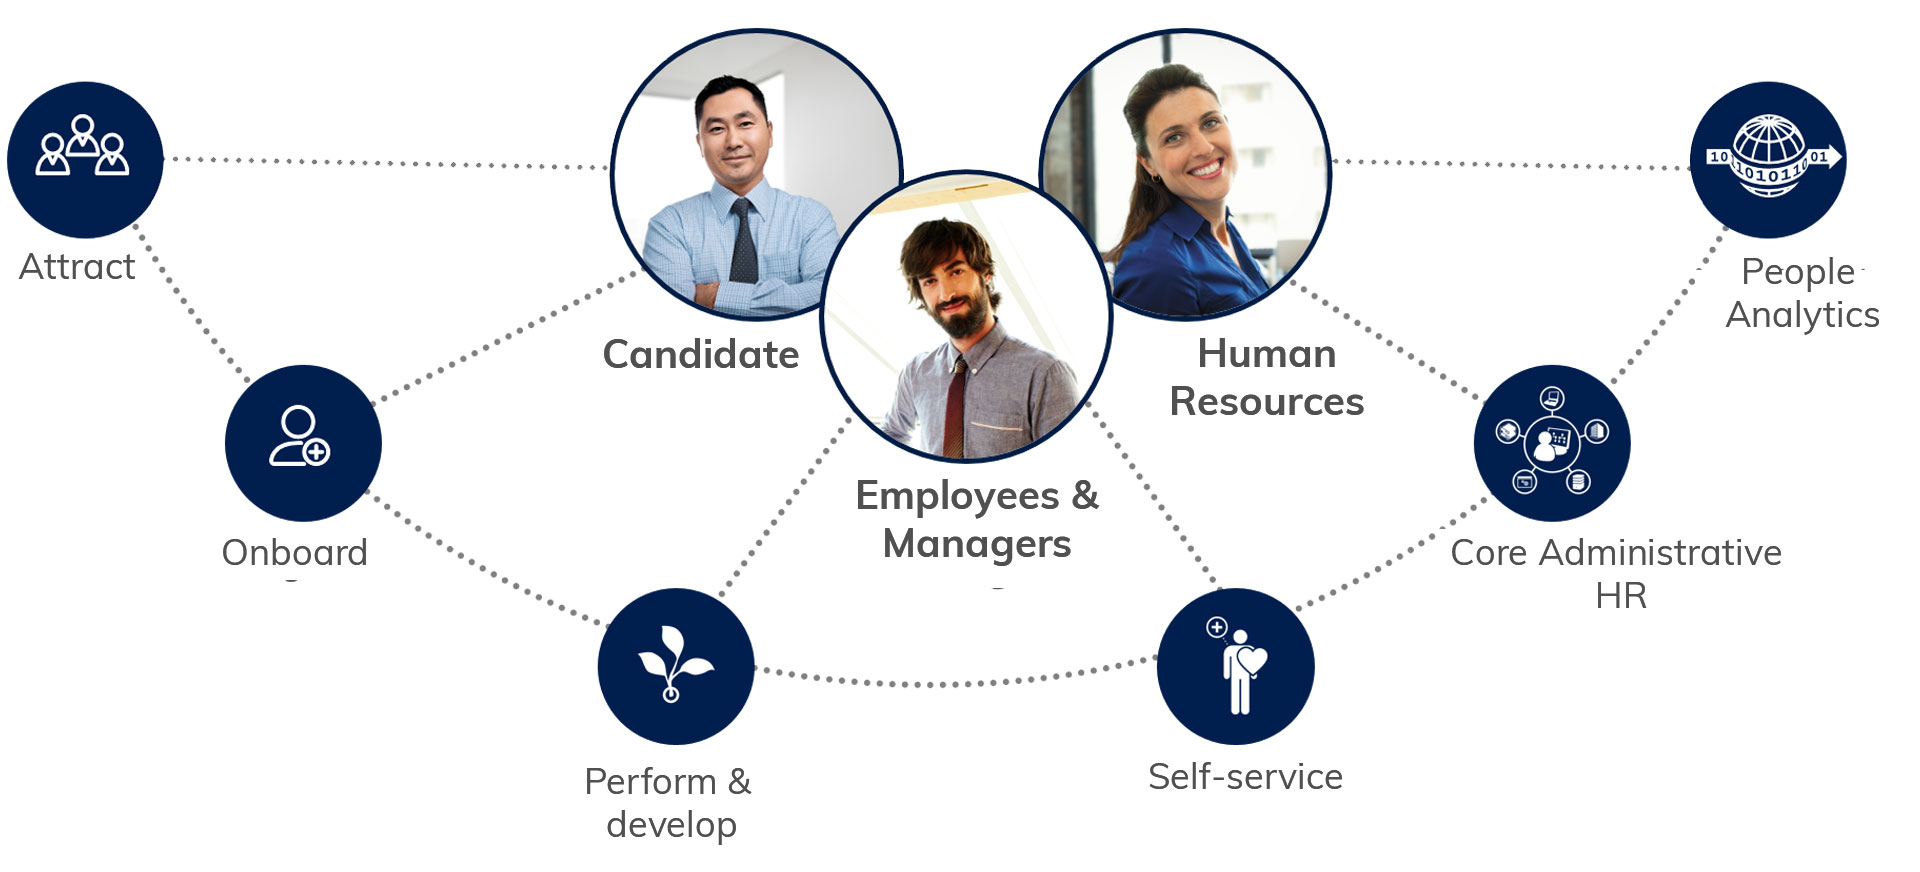 10
01
1010110
Attract
People
Analytics
Candidate
Human
Resources
Employees &
Managers
Onboard
Core Administrative
HR
Perform &
develop
Self-service